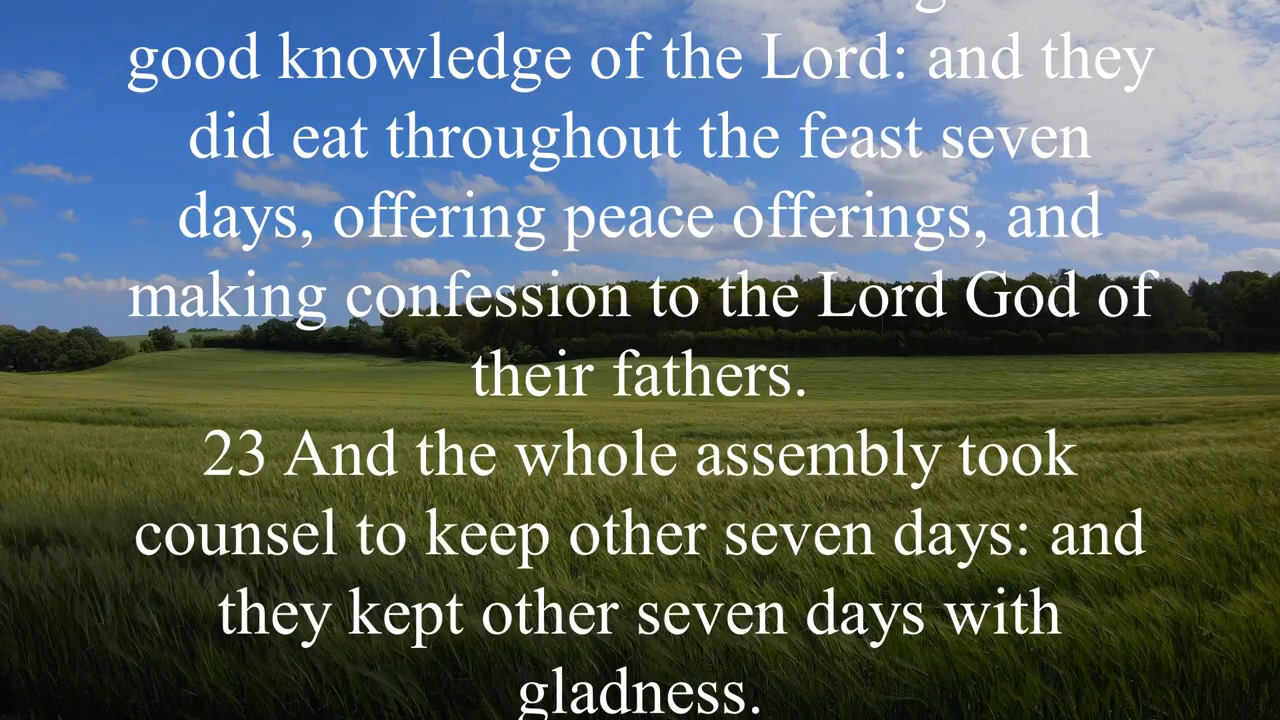 good knowledge of the Lord: and they
did eat throughout the feast seven
days, offering peace offerings, and
making confession to the Lord God of
their fathers.
23 And the whole assembly took
counsel to keep other seven days: and
they kept other seven days with
gladness.